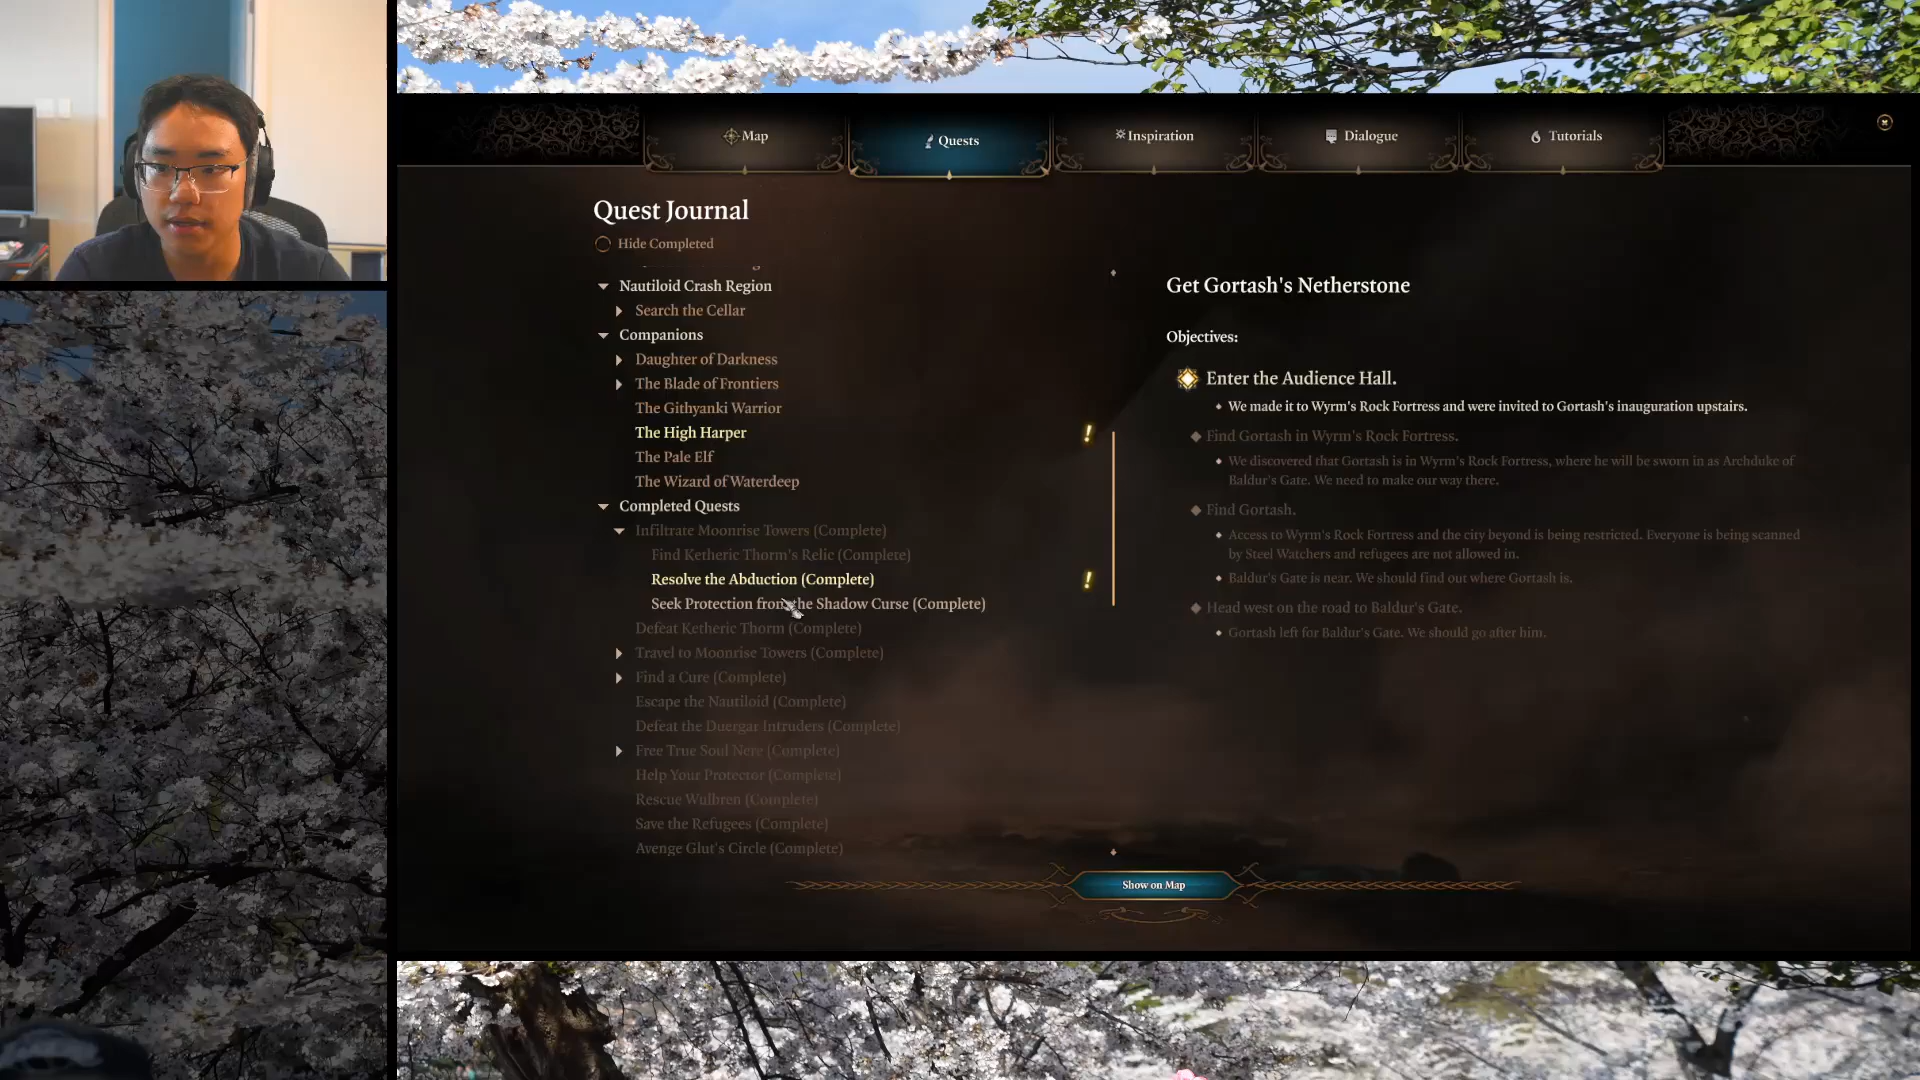 Map
Quests
Inspiration
Dialogue
Tutorials
Quest Journal
Hide Completed
Nautiloid Crash Region
Search the Cellar
Companions
Daughter of Darkness
The Blade of Frontiers
The Githyanki Warrior
The High Harper
The Pale Elf
The Wizard of Waterdeep
Completed Quests
Infiltrate Moonrise Towers (Complete)
Find Ketheric Thorm's Relic (Complete)
Resolve the Abduction (Complete)
Seek Protection from the Shadow Curse (Complete)
Defeat Ketheric Thorm (Complete)
Travel to Moonrise Towers (Complete)
Find a Cure (Complete)
Escape the Nautiloid (Complete)
Defeat the Duergar Intruders (Complete)
Free True Soul Nere (Complete)
Help Your Protector (Complete)
Rescue Wulbren (Complete)
Save the Refugees (Complete)
Avenge Glut's Circle (Complete)
Get Gortash's Netherstone
Objectives:
Enter the Audience Hall.
We made it to Wyrm's Rock Fortress and were invited to Gortash's inauguration upstairs.
Find Gortash in Wyrm's Rock Fortress.
We discovered that Gortash is in Wyrm's Rock Fortress, where he will be sworn in as Archduke of
Baldur's Gate. We need to make our way there.
Find Gortash.
Access to Wyrm's Rock Fortress and the city beyond is being restricted. Everyone is being scanned
by Steel Watchers and refugees are not allowed in.
Baldur's Gate is near. We should find out where Gortash is.
Head west on the road to Baldur's Gate.
Gortash left for Baldur's Gate. We should go after him.
Show on Map